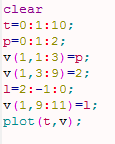 clear
t=0:1:10;
p=0:1:2;
v(1,1:3)=p;
v(1,3:9)=2;
l=2:-1:0;
v(1,9:11)=l;
plot(t,v);